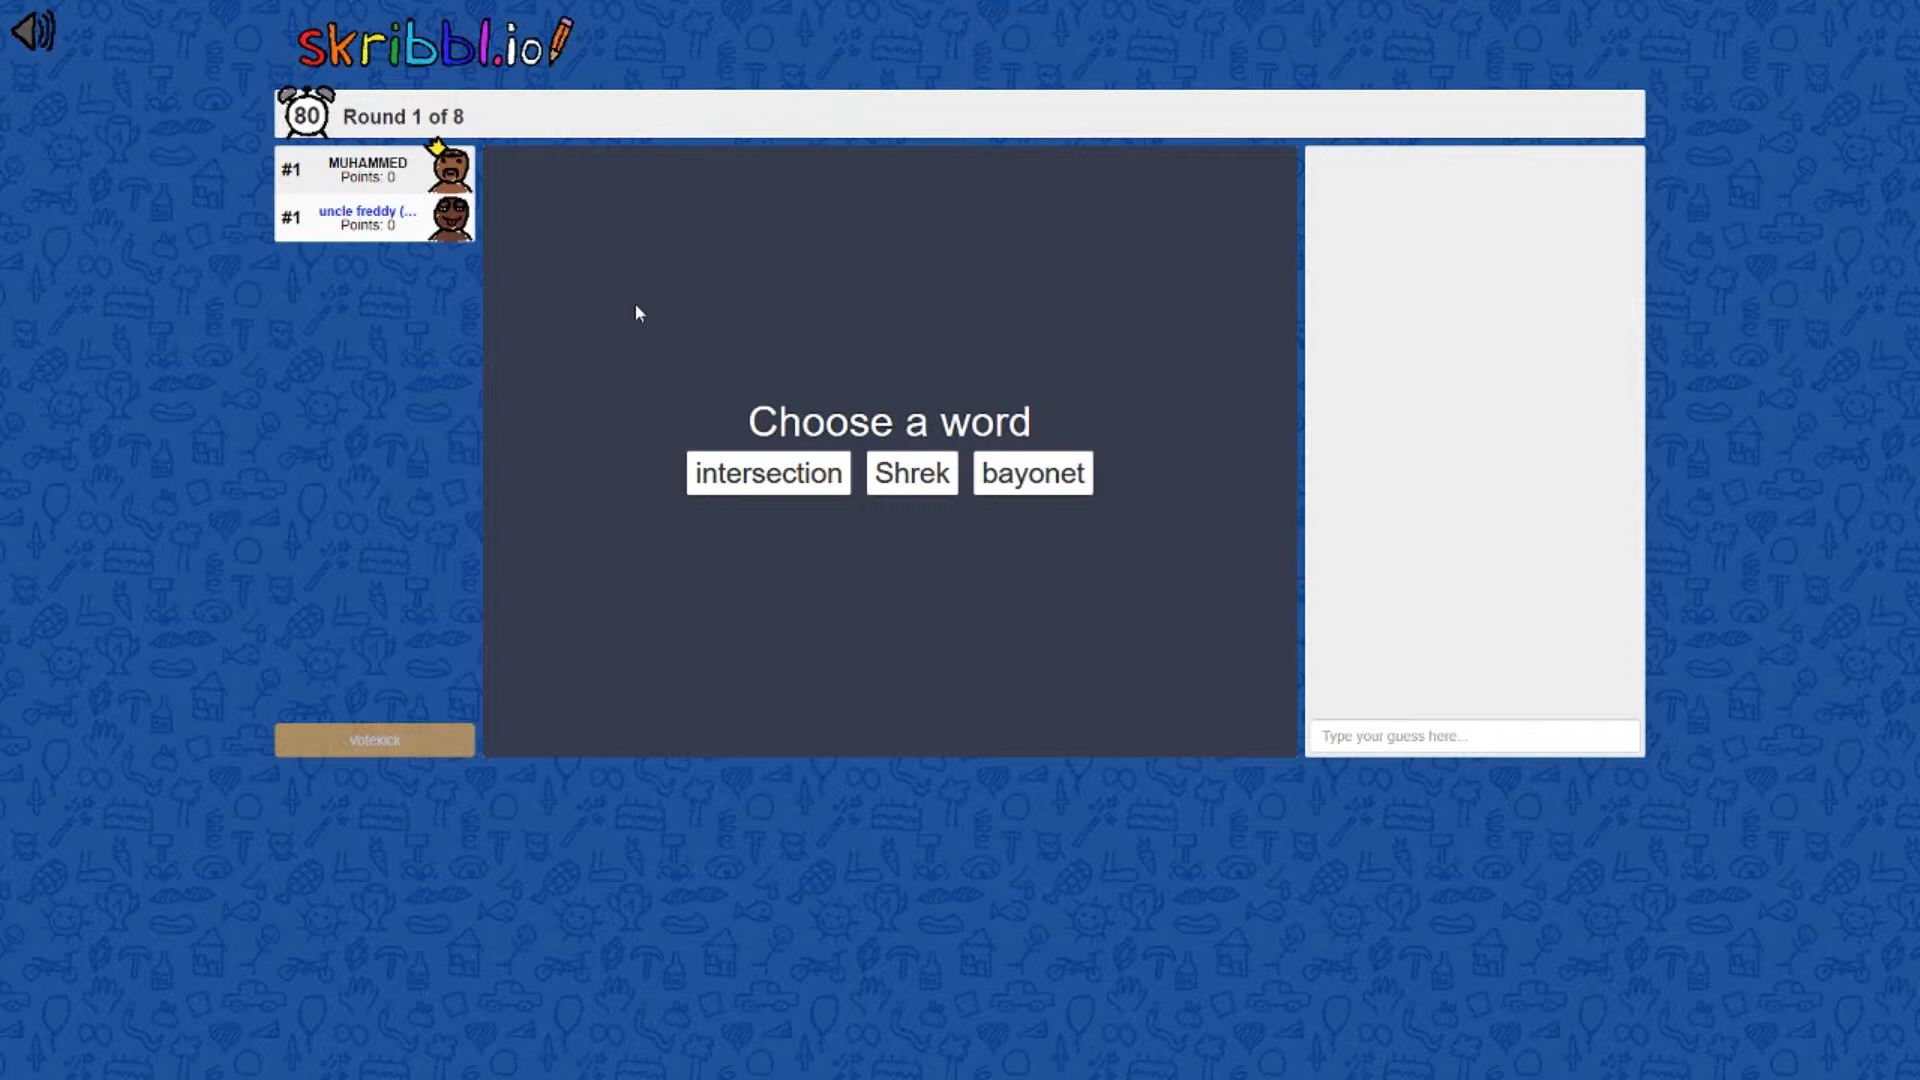 skribbl.io
80
Round 1 of 8
#1
MUHAMMED
Points: 0
#1
uncle freddy (...
Points: 0
Choose a word
intersection
Shrek
bayonet
Votekick
Type your guess here...